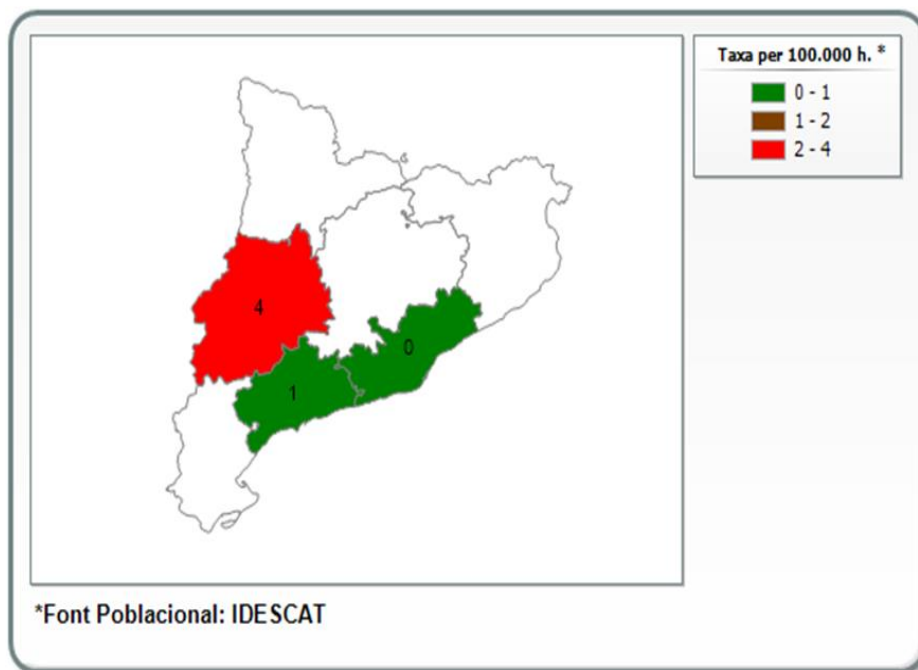 Taxa per 100.000 h. *
0 - 1
1 - 2
2 - 4
4
0
1
*Font Poblacional: IDESCAT